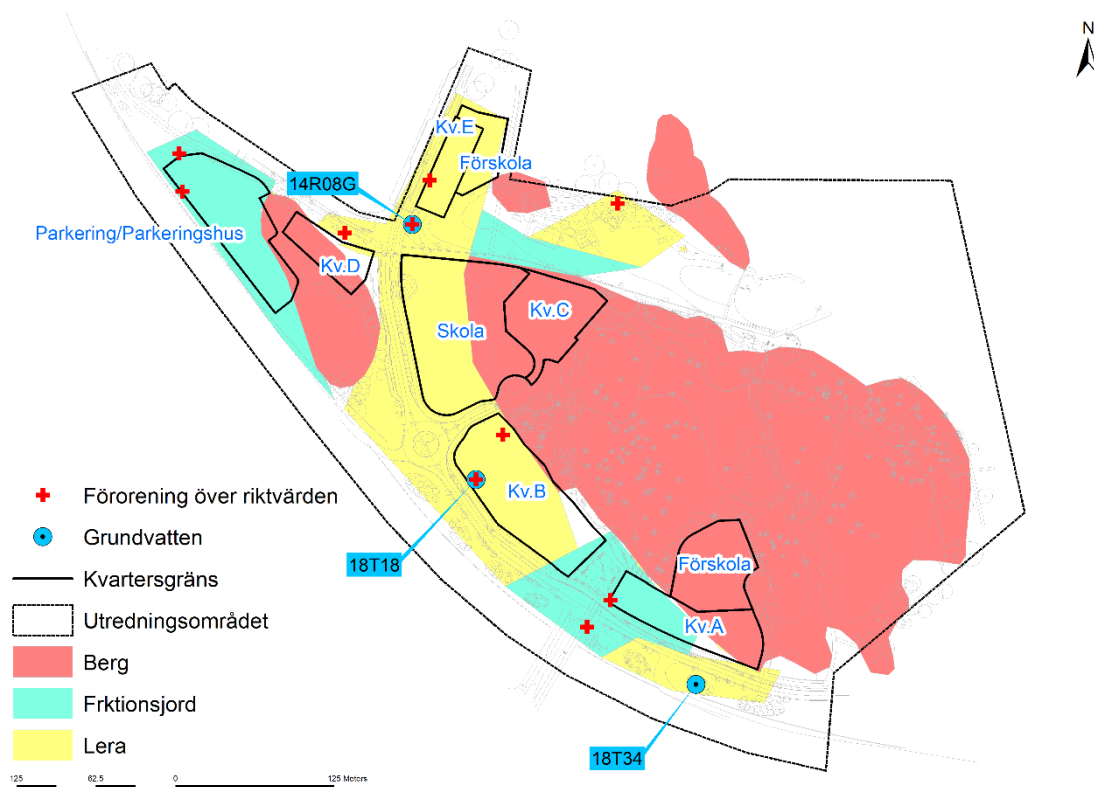 N
Kv.E
Förskola
14R08G
Parkering/Parkeringshus
Kv.D
Kv.C
Skola
Kv.B
18T18
Förskola
Kv.A
18T34
Förorening över riktvärden
Grundvatten
Kvartersgräns
Utredningsområdet
Berg
Frktionsjord
Lera
125 62.5 0 125 Meters